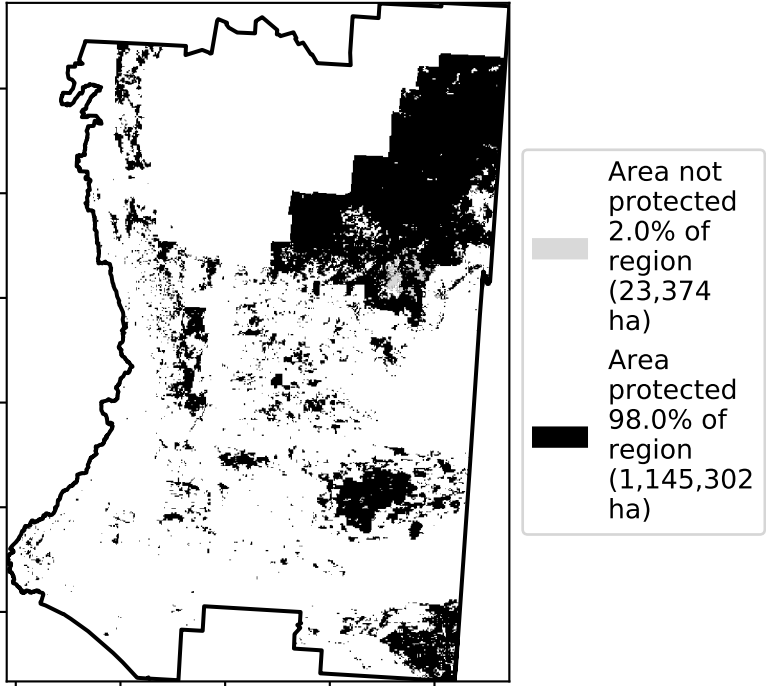 Area not
protected
2.0% of
region
(23,374
ha)
Area
protected
98.0% of
region
(1,145,302
ha)